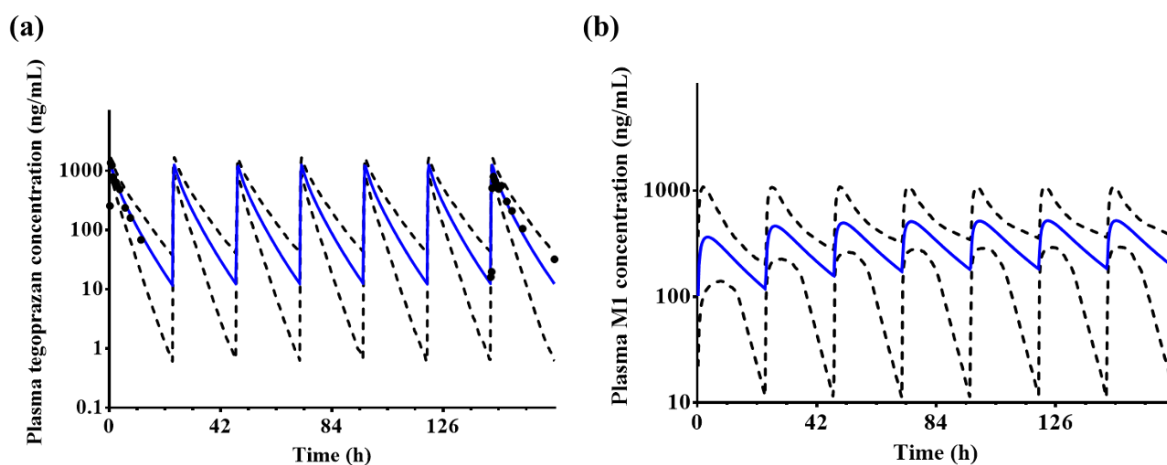 (a)
Plasma tegoprazan concentration (ng/mL)
1000
100
10
1
0.1
0
42
84
126
Time (h)
(b)
Plasma M1 concentration (ng/mL)
1000
100
10
0
42
84
126
Time (h)